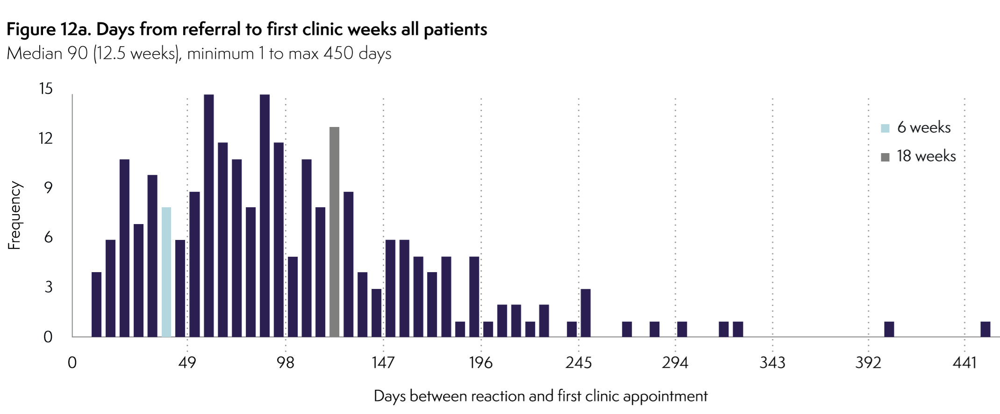 Figure 12a. Days from referral to first clinic weeks all patients
Median 90 (12.5 weeks), minimum 1 to max 450 days
15
12
9
6
3
0
Frequency
6 weeks
18 weeks
0 49 98 147 196 245 294 343 392 441
Days between reaction and first clinic appointment